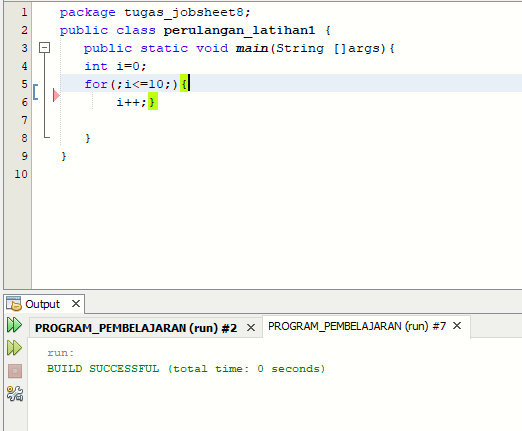 1 package tugas_jobsheet8;
2 public class perulangan_latihan1 {
3 public static void main(String []args){
4 int i=0;
5 for(;i<=10;){
6 i++;}
7
8 }
9 }
10
Output ×
PROGRAM_PEMBELAJARAN (run) #2 × PROGRAM_PEMBELAJARAN (run) #7 ×
run:
BUILD SUCCESSFUL (total time: 0 seconds)